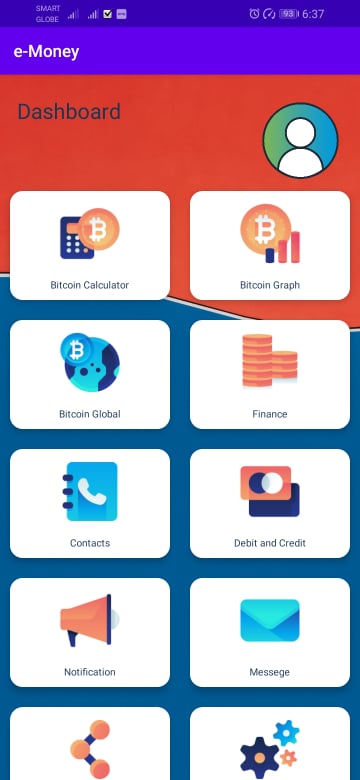 SMART
GLOBE
93 6:37
e-Money
Dashboard
Bitcoin Calculator
Bitcoin Graph
Bitcoin Global
Finance
Contacts
Debit and Credit
Notification
Messege